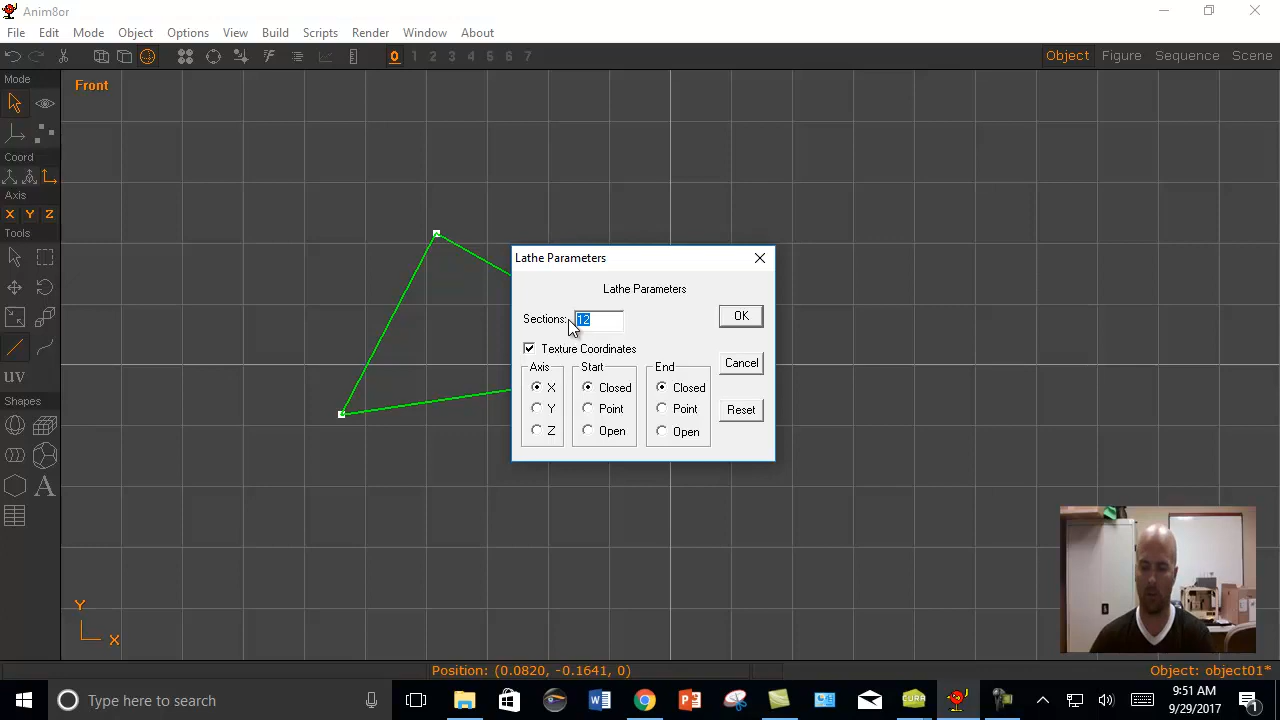 Anim8or
File Edit Mode Object Options View Build Scripts Render Window About
0 1 2 3 4 5 6 7 Object Figure Sequence Scene
Mode
Front
Coord
Axis
X Y Z
Tools
UV
Shapes
A
Lathe Parameters
Lathe Parameters
Sections: 12 OK
Texture Coordinates
Cancel
Axis Start End
X Closed Closed
Y Point Point Reset
Z Open Open
Y
X
Position: (0.0820, -0.1641, 0) Object: object01*
Type here to search
9:51 AM
9/29/2017
1